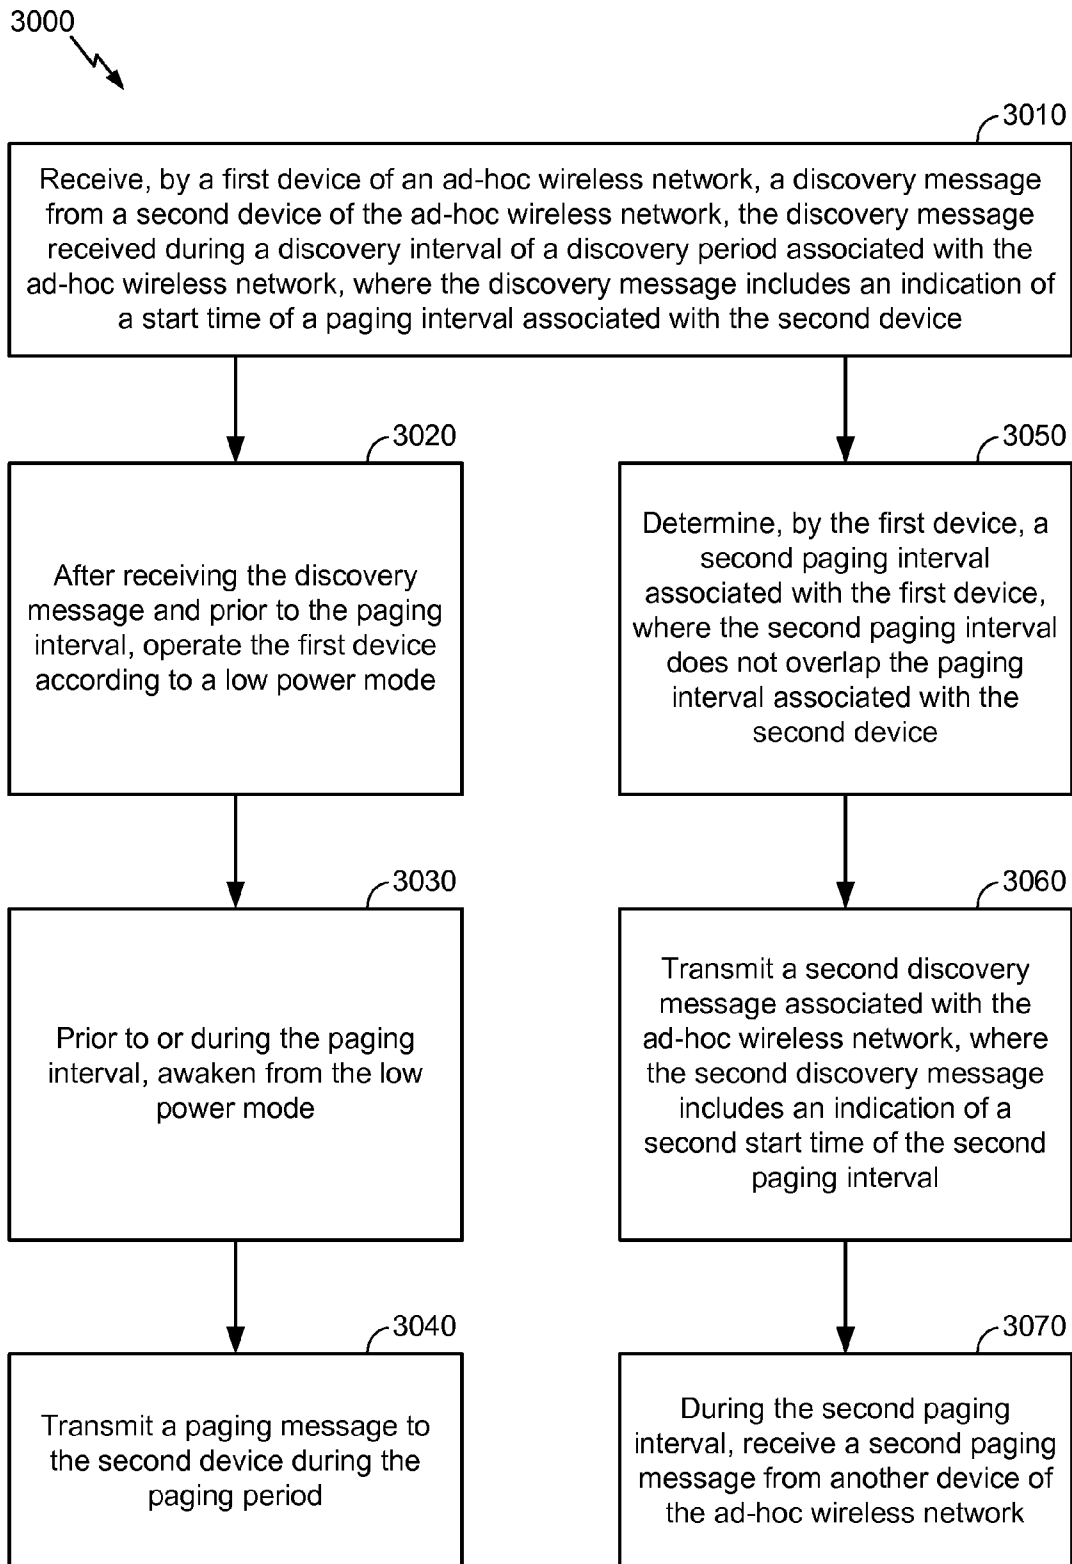 3000
3010
Receive, by a first device of an ad-hoc wireless network, a discovery message
from a second device of the ad-hoc wireless network, the discovery message
received during a discovery interval of a discovery period associated with the
ad-hoc wireless network, where the discovery message includes an indication of
a start time of a paging interval associated with the second device
3020
After receiving the discovery
message and prior to the paging
interval, operate the first device
according to a low power mode
3030
Prior to or during the paging
interval, awaken from the low
power mode
3040
Transmit a paging message to
the second device during the
paging period
3050
Determine, by the first device, a
second paging interval
associated with the first device,
where the second paging interval
does not overlap the paging
interval associated with the
second device
3060
Transmit a second discovery
message associated with the
ad-hoc wireless network, where
the second discovery message
includes an indication of a
second start time of the second
paging interval
3070
During the second paging
interval, receive a second paging
message from another device of
the ad-hoc wireless network